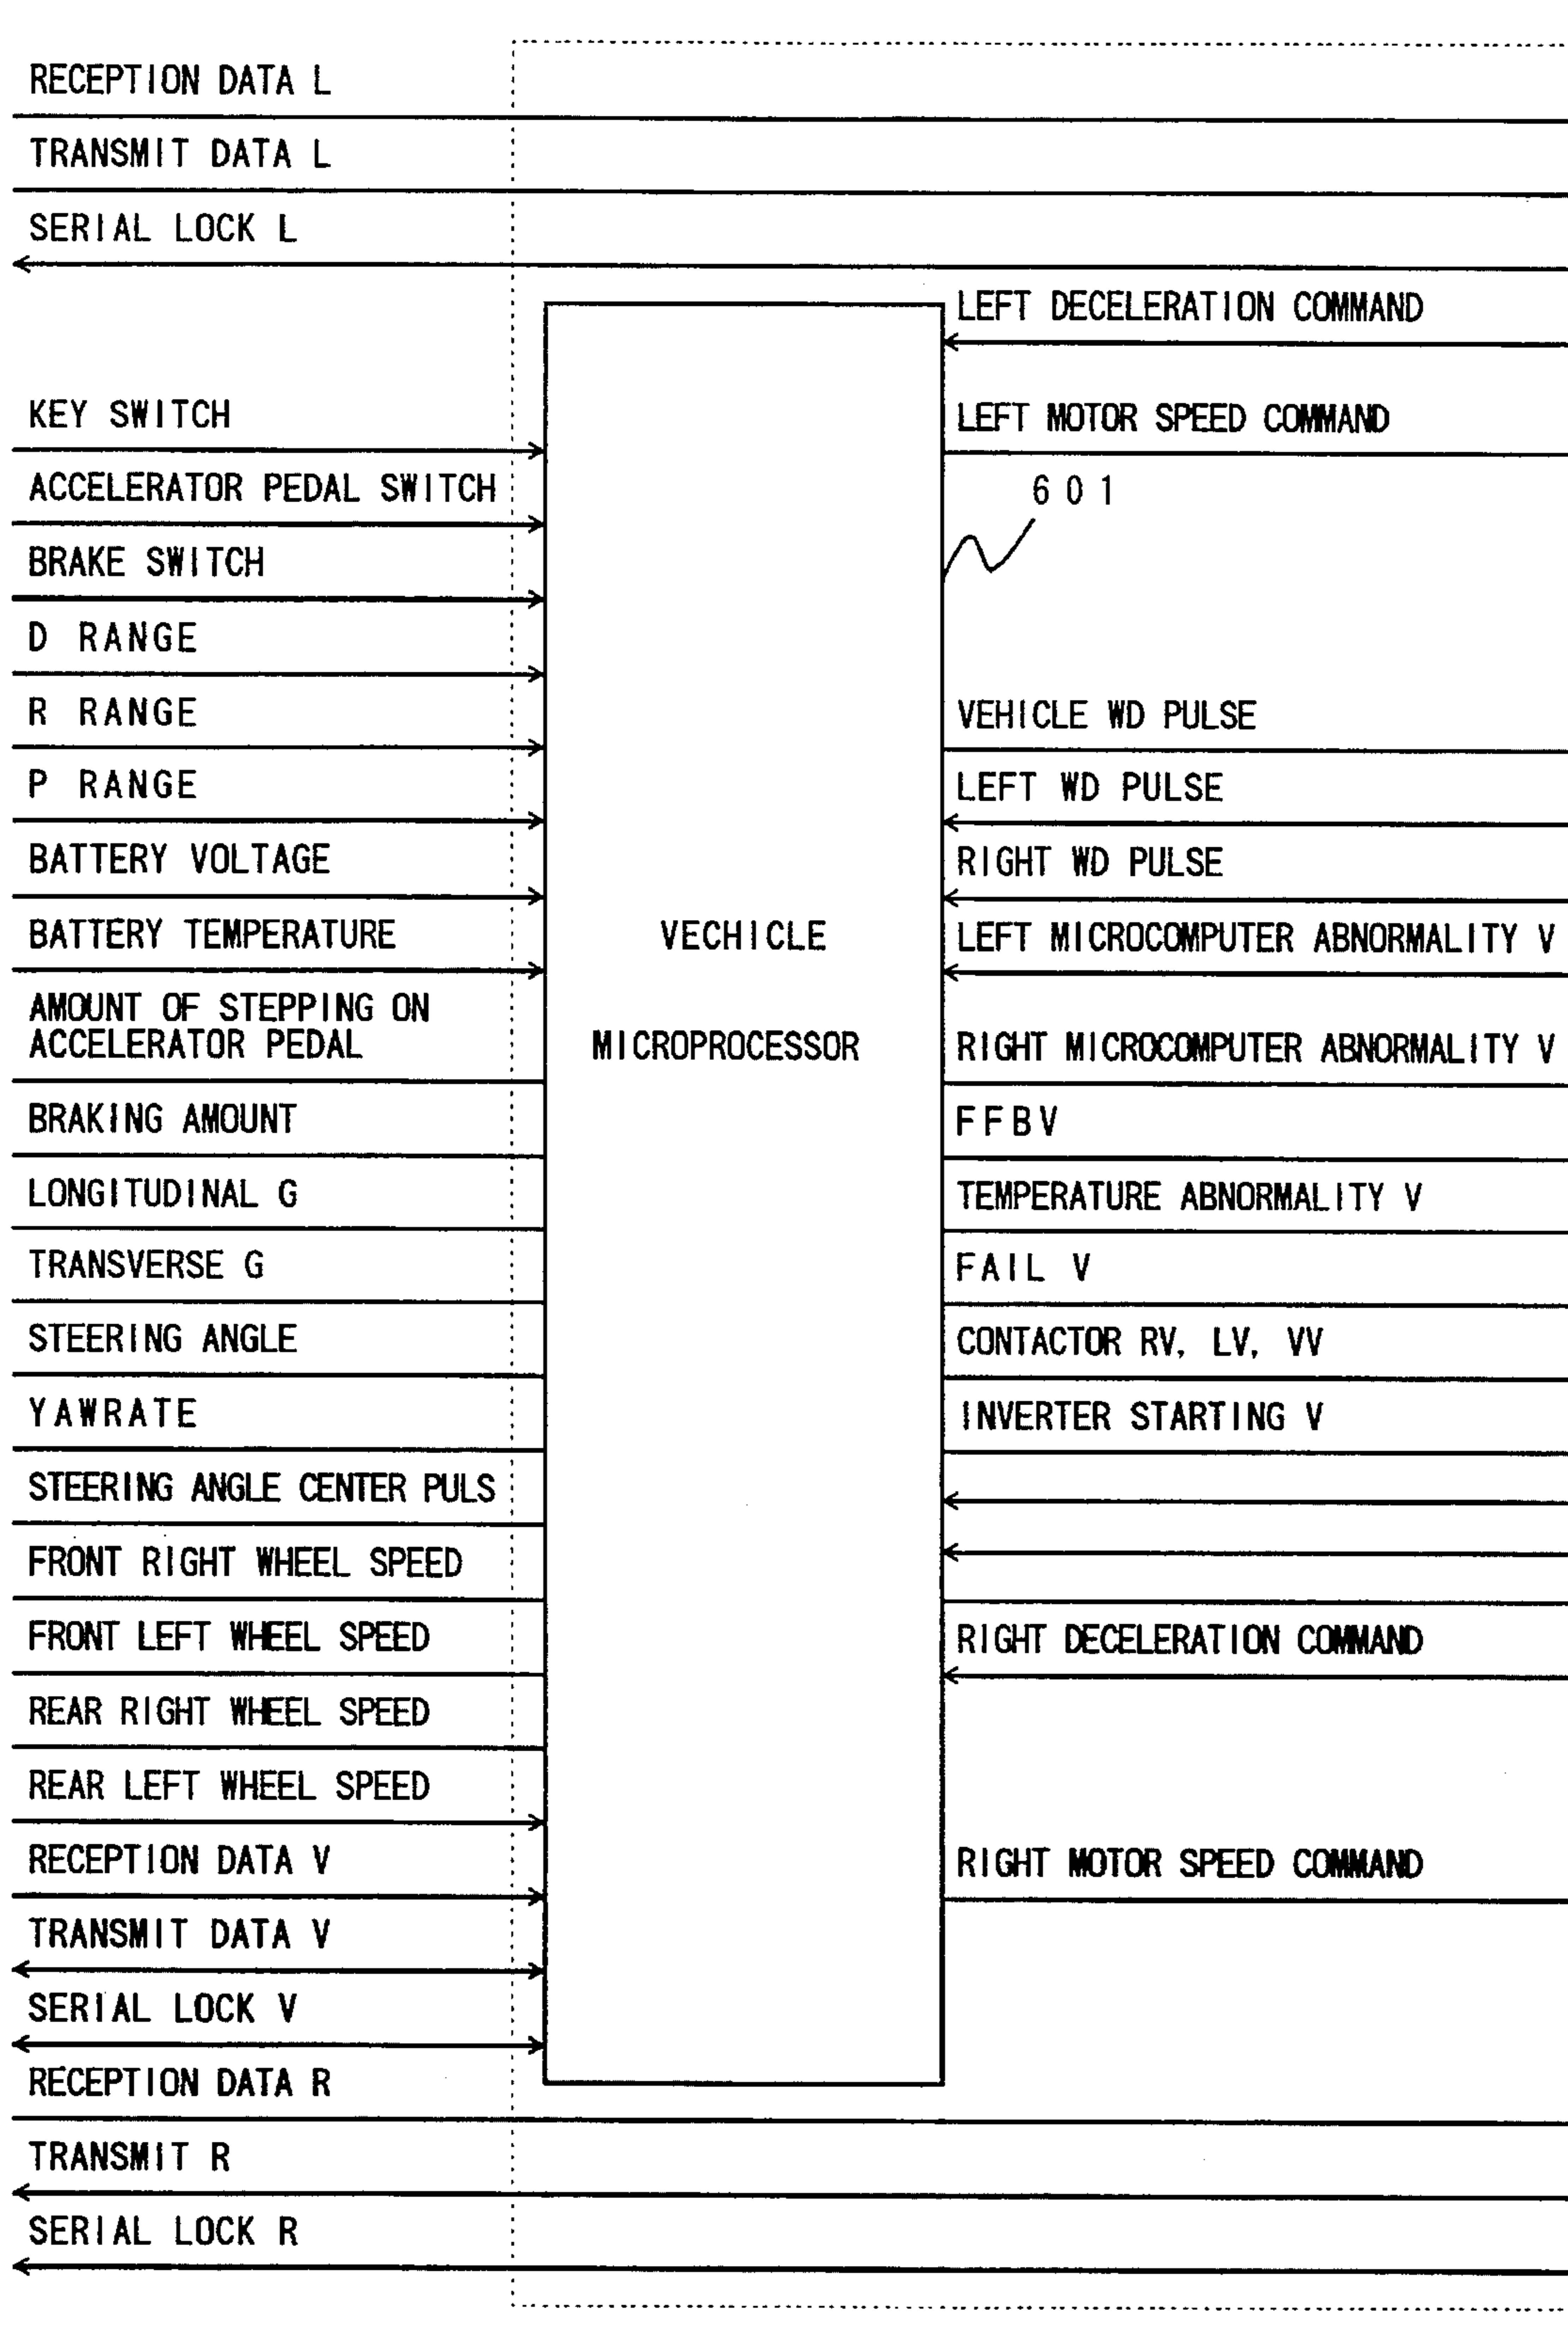 RECEPTION DATA L
TRANSMIT DATA L
SERIAL LOCK L
LEFT DECELERATION COMMAND
KEY SWITCH
LEFT MOTOR SPEED COMMAND
ACCELERATOR PEDAL SWITCH
601
BRAKE SWITCH
D RANGE
R RANGE
VEHICLE WD PULSE
P RANGE
LEFT WD PULSE
BATTERY VOLTAGE
RIGHT WD PULSE
BATTERY TEMPERATURE
VECHICLE
LEFT MICROCOMPUTER ABNORMALITY V
AMOUNT OF STEPPING ON
ACCELERATOR PEDAL
MICROPROCESSOR
RIGHT MICROCOMPUTER ABNORMALITY V
BRAKING AMOUNT
FFBV
LONGITUDINAL G
TEMPERATURE ABNORMALITY V
TRANSVERSE G
FAIL V
STEERING ANGLE
CONTACTOR RV, LV, VV
YAWRATE
INVERTER STARTING V
STEERING ANGLE CENTER PULS
FRONT RIGHT WHEEL SPEED
FRONT LEFT WHEEL SPEED
RIGHT DECELERATION COMMAND
REAR RIGHT WHEEL SPEED
REAR LEFT WHEEL SPEED
RECEPTION DATA V
RIGHT MOTOR SPEED COMMAND
TRANSMIT DATA V
SERIAL LOCK V
RECEPTION DATA R
TRANSMIT R
SERIAL LOCK R